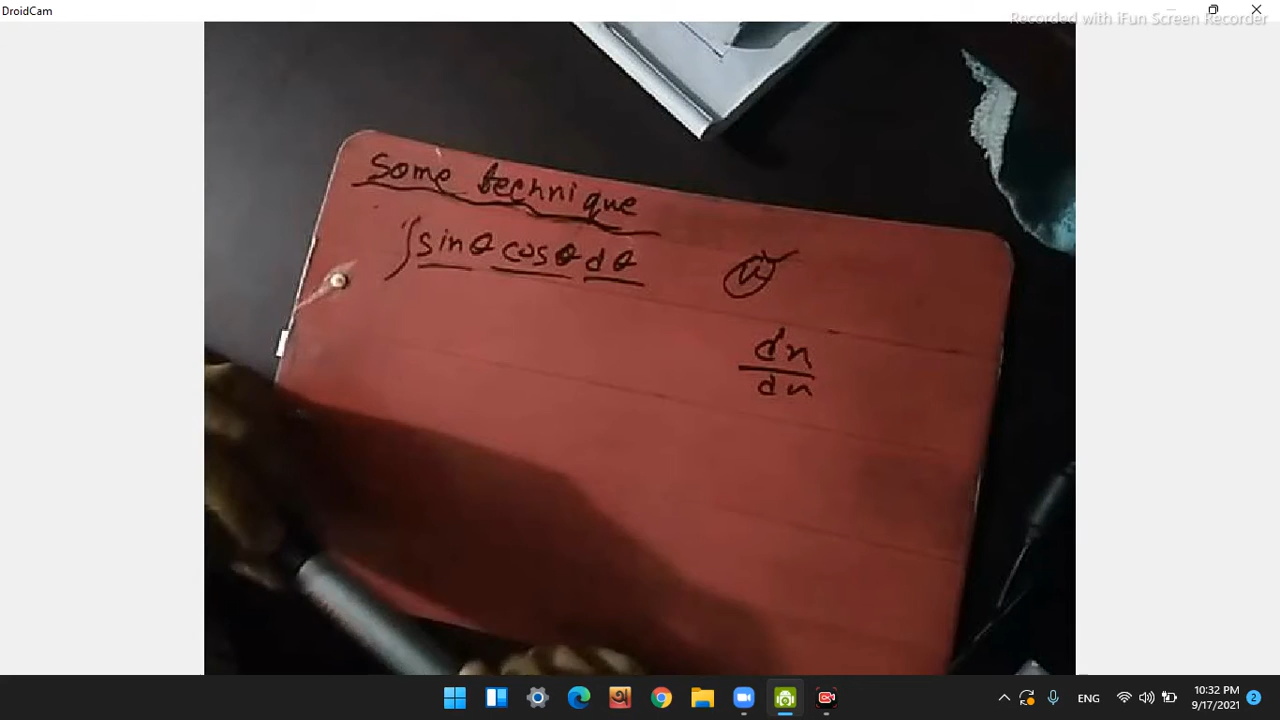 DroidCam
Recorded with iFun Screen Recorder
Some technique
∫sinθ cosθ dθ
dx
dx
ENG
10:32 PM
9/17/2021
2